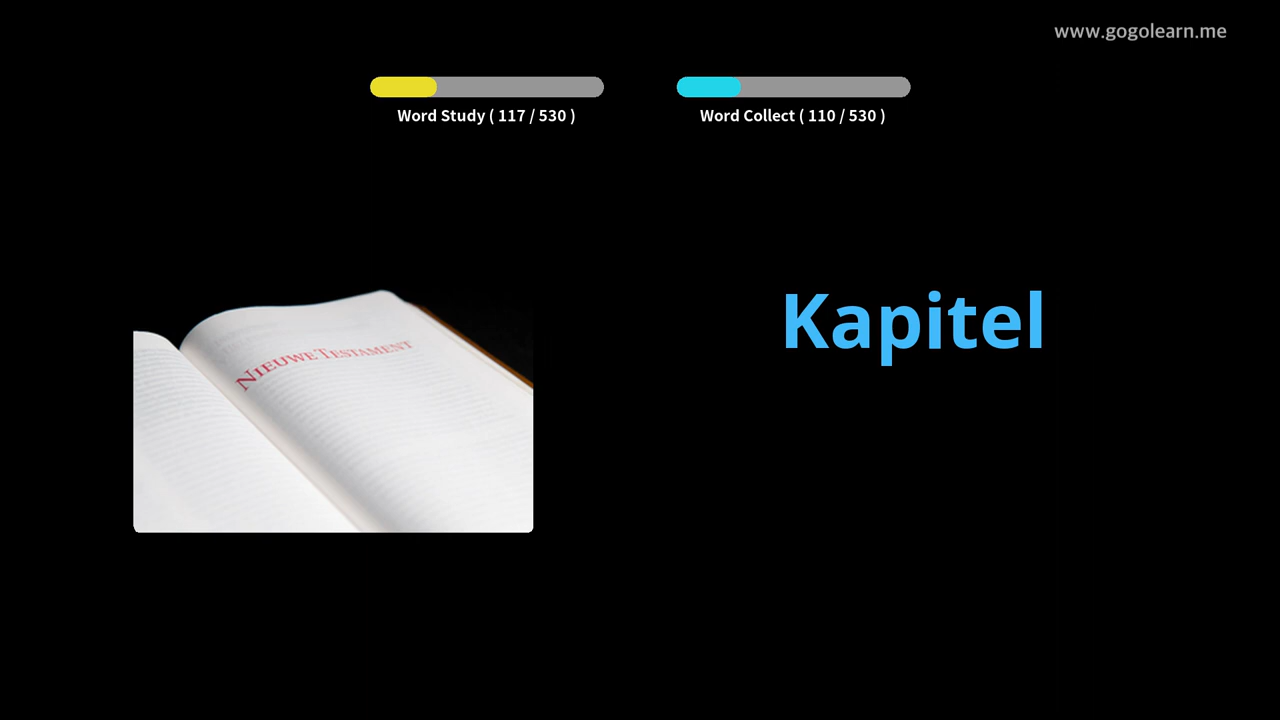 www.gogolearn.me
Word Study ( 117 / 530 )
Word Collect ( 110 / 530 )
Kapitel
NIEUWE TESTAMENT